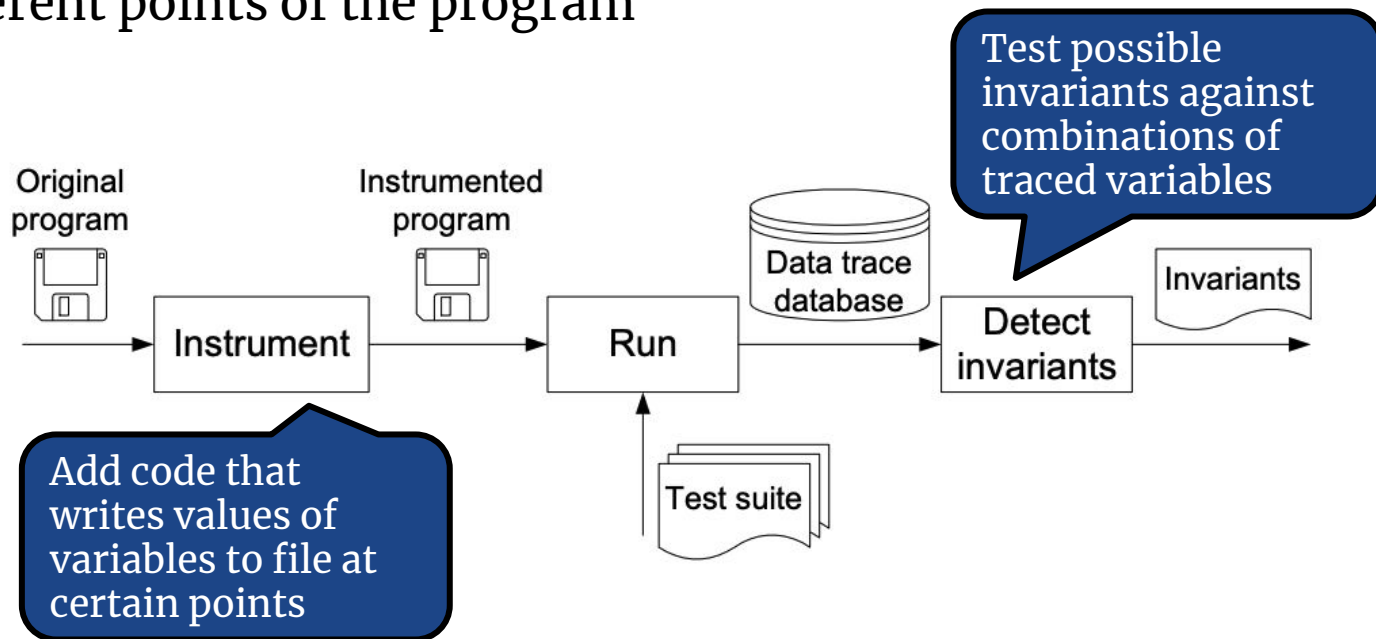 points of the program
Test possible
invariants against
combinations of
traced variables
Original
program
Instrumented
program
Data trace
database
Invariants
Instrument
Run
Detect
invariants
Add code that
writes values of
variables to file at
certain points
Test suite